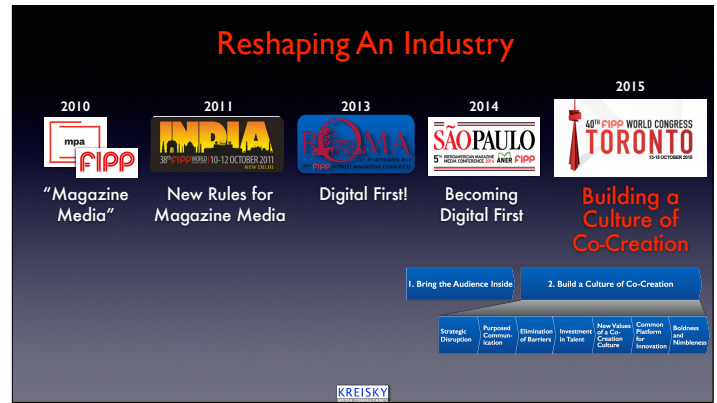 Reshaping An Industry
2010
2011
2013
2014
2015
mpa
FIPP
INDIA
38th FIPP WORLD
10-12 OCTOBER 2011
NEW DELHI
ROMA
FIPP WORLD MAGAZINE CONGRESS
SÃO PAULO
5TH IBEROAMERICAN MAGAZINE
MEDIA CONFERENCE 2014
ANER FIPP
40TH FIPP WORLD CONGRESS
TORONTO
13-15 OCTOBER 2015
“Magazine
Media”
New Rules for
Magazine Media
Digital First!
Becoming
Digital First
Building a
Culture of
Co-Creation
1. Bring the Audience Inside
2. Build a Culture of Co-Creation
Strategic
Disruption
Purposed
Commun-
ication
Elimination
of Barriers
Investment
in Talent
New Values
of a Co-
Creation
Culture
Common
Platform
for
Innovation
Boldness
and
Nimbleness
KREISKY